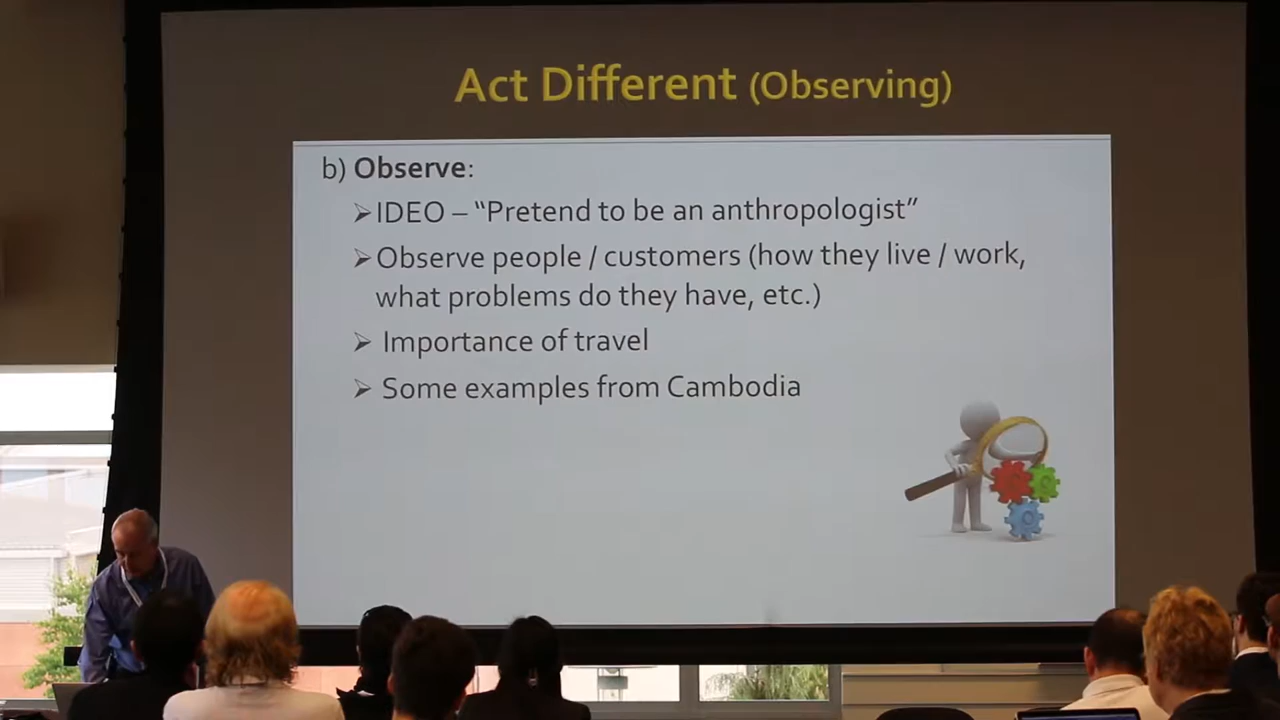 Act Different (Observing)
b) Observe:
➢IDEO – “Pretend to be an anthropologist”
➢Observe people / customers (how they live / work,
what problems do they have, etc.)
➢ Importance of travel
➢ Some examples from Cambodia